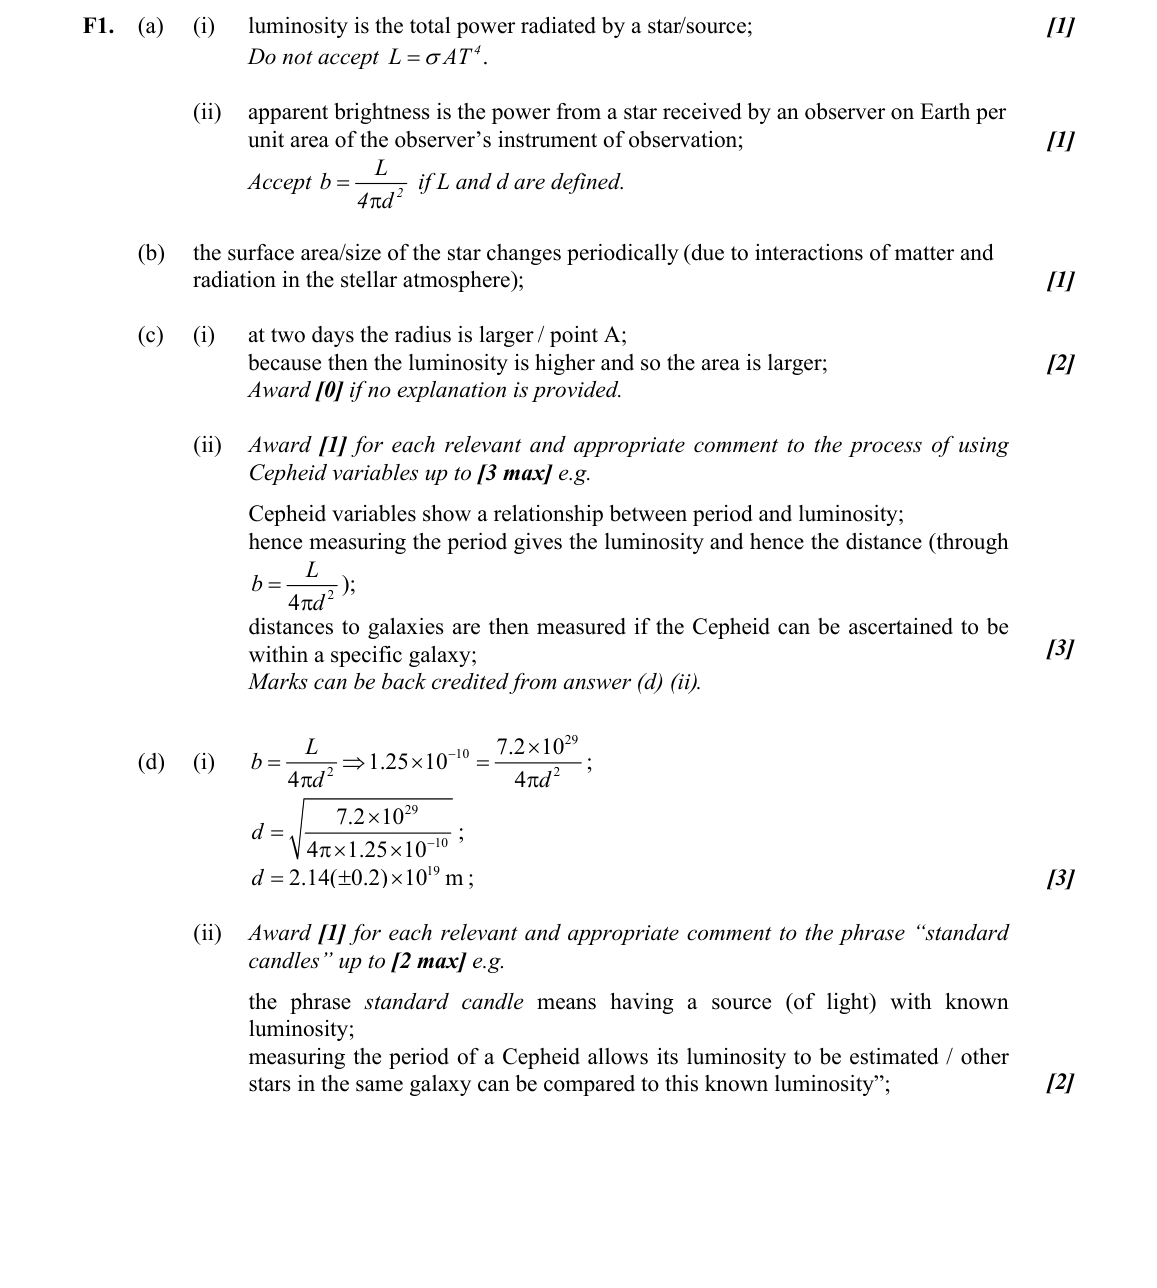 F1. (a) (i) luminosity is the total power radiated by a star/source; [1]
Do not accept L = σAT⁴.
(ii) apparent brightness is the power from a star received by an observer on Earth per
unit area of the observer's instrument of observation; [1]
Accept b = L / 4πd² if L and d are defined.
(b) the surface area/size of the star changes periodically (due to interactions of matter and
radiation in the stellar atmosphere); [1]
(c) (i) at two days the radius is larger / point A;
because then the luminosity is higher and so the area is larger; [2]
Award [0] if no explanation is provided.
(ii) Award [1] for each relevant and appropriate comment to the process of using
Cepheid variables up to [3 max] e.g.
Cepheid variables show a relationship between period and luminosity;
hence measuring the period gives the luminosity and hence the distance (through
b = L / 4πd² );
distances to galaxies are then measured if the Cepheid can be ascertained to be
within a specific galaxy; [3]
Marks can be back credited from answer (d) (ii).
(d) (i) b = L / 4πd² ⇒ 1.25×10⁻¹⁰ = 7.2×10²⁹ / 4πd² ;
d = √(7.2×10²⁹ / 4π×1.25×10⁻¹⁰) ;
d = 2.14(±0.2)×10¹⁹ m ; [3]
(ii) Award [1] for each relevant and appropriate comment to the phrase “standard
candles” up to [2 max] e.g.
the phrase standard candle means having a source (of light) with known
luminosity;
measuring the period of a Cepheid allows its luminosity to be estimated / other
stars in the same galaxy can be compared to this known luminosity”; [2]